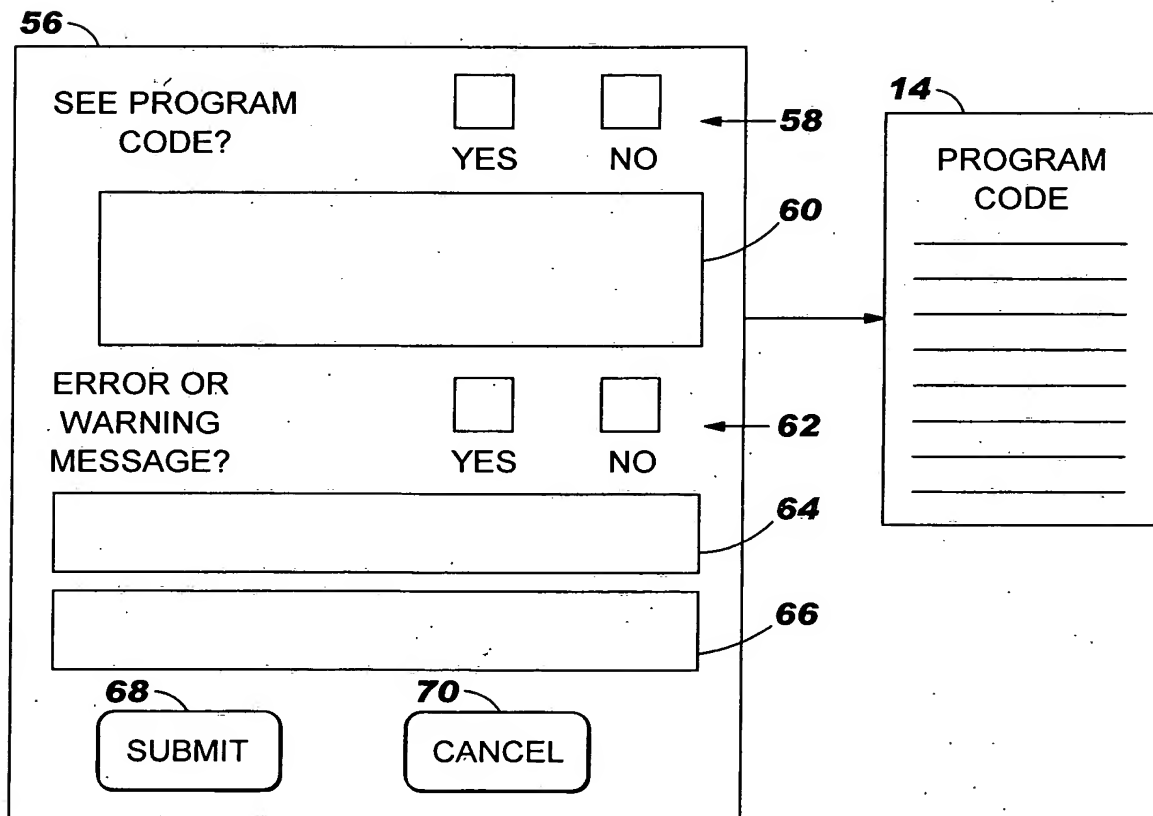 56
SEE PROGRAM
CODE?
YES
NO
58
60
ERROR OR
WARNING
MESSAGE?
YES
NO
62
64
66
68
SUBMIT
70
CANCEL
14
PROGRAM
CODE